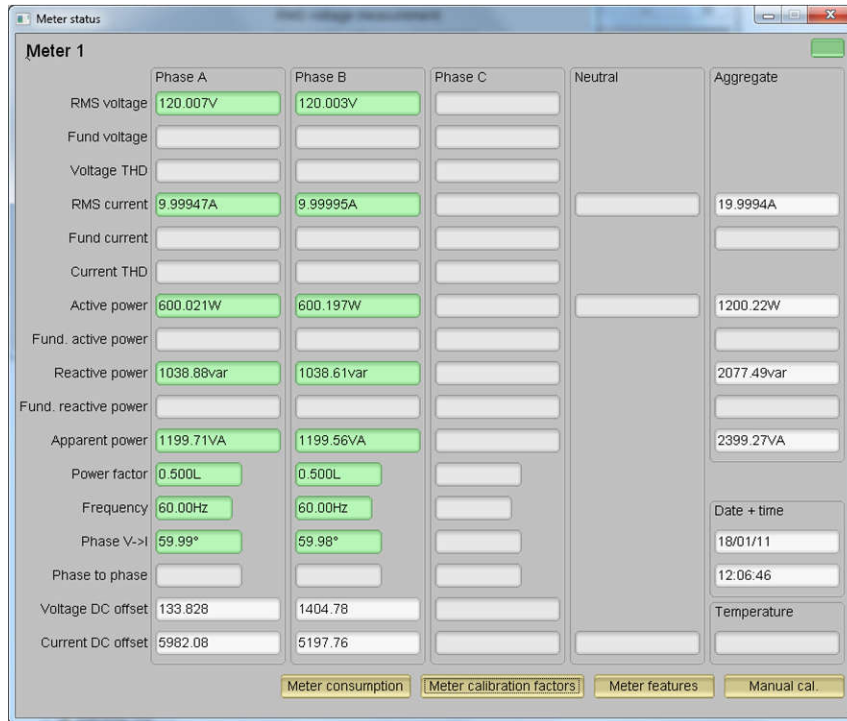 Meter status
Meter 1
Phase A Phase B Phase C Neutral Aggregate
RMS voltage 120.007V 120.003V
Fund voltage
Voltage THD
RMS current 9.99947A 9.99995A 19.9994A
Fund current
Current THD
Active power 600.021W 600.197W 1200.22W
Fund. active power
Reactive power 1038.88var 1038.61var 2077.49var
Fund. reactive power
Apparent power 1199.71VA 1199.56VA 2399.27VA
Power factor 0.500L 0.500L
Frequency 60.00Hz 60.00Hz Date + time
Phase V->I 59.99° 59.98° 18/01/11
Phase to phase 12:06:46
Voltage DC offset 133.828 1404.78 Temperature
Current DC offset 5982.08 5197.76
Meter consumption Meter calibration factors Meter features Manual cal.